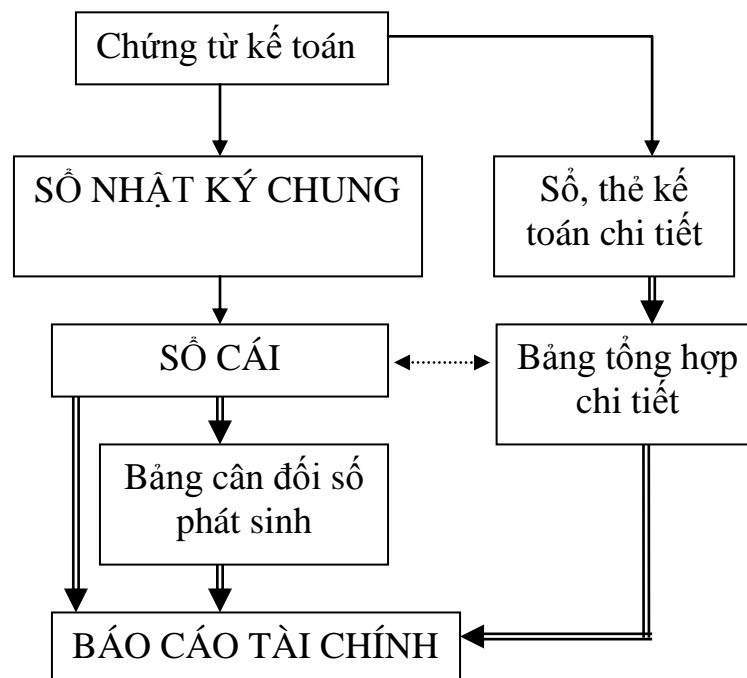 Chứng từ kế toán
SỔ NHẬT KÝ CHUNG
Sổ, thẻ kế
toán chi tiết
SỔ CÁI
Bảng tổng hợp
chi tiết
Bảng cân đối số
phát sinh
BÁO CÁO TÀI CHÍNH